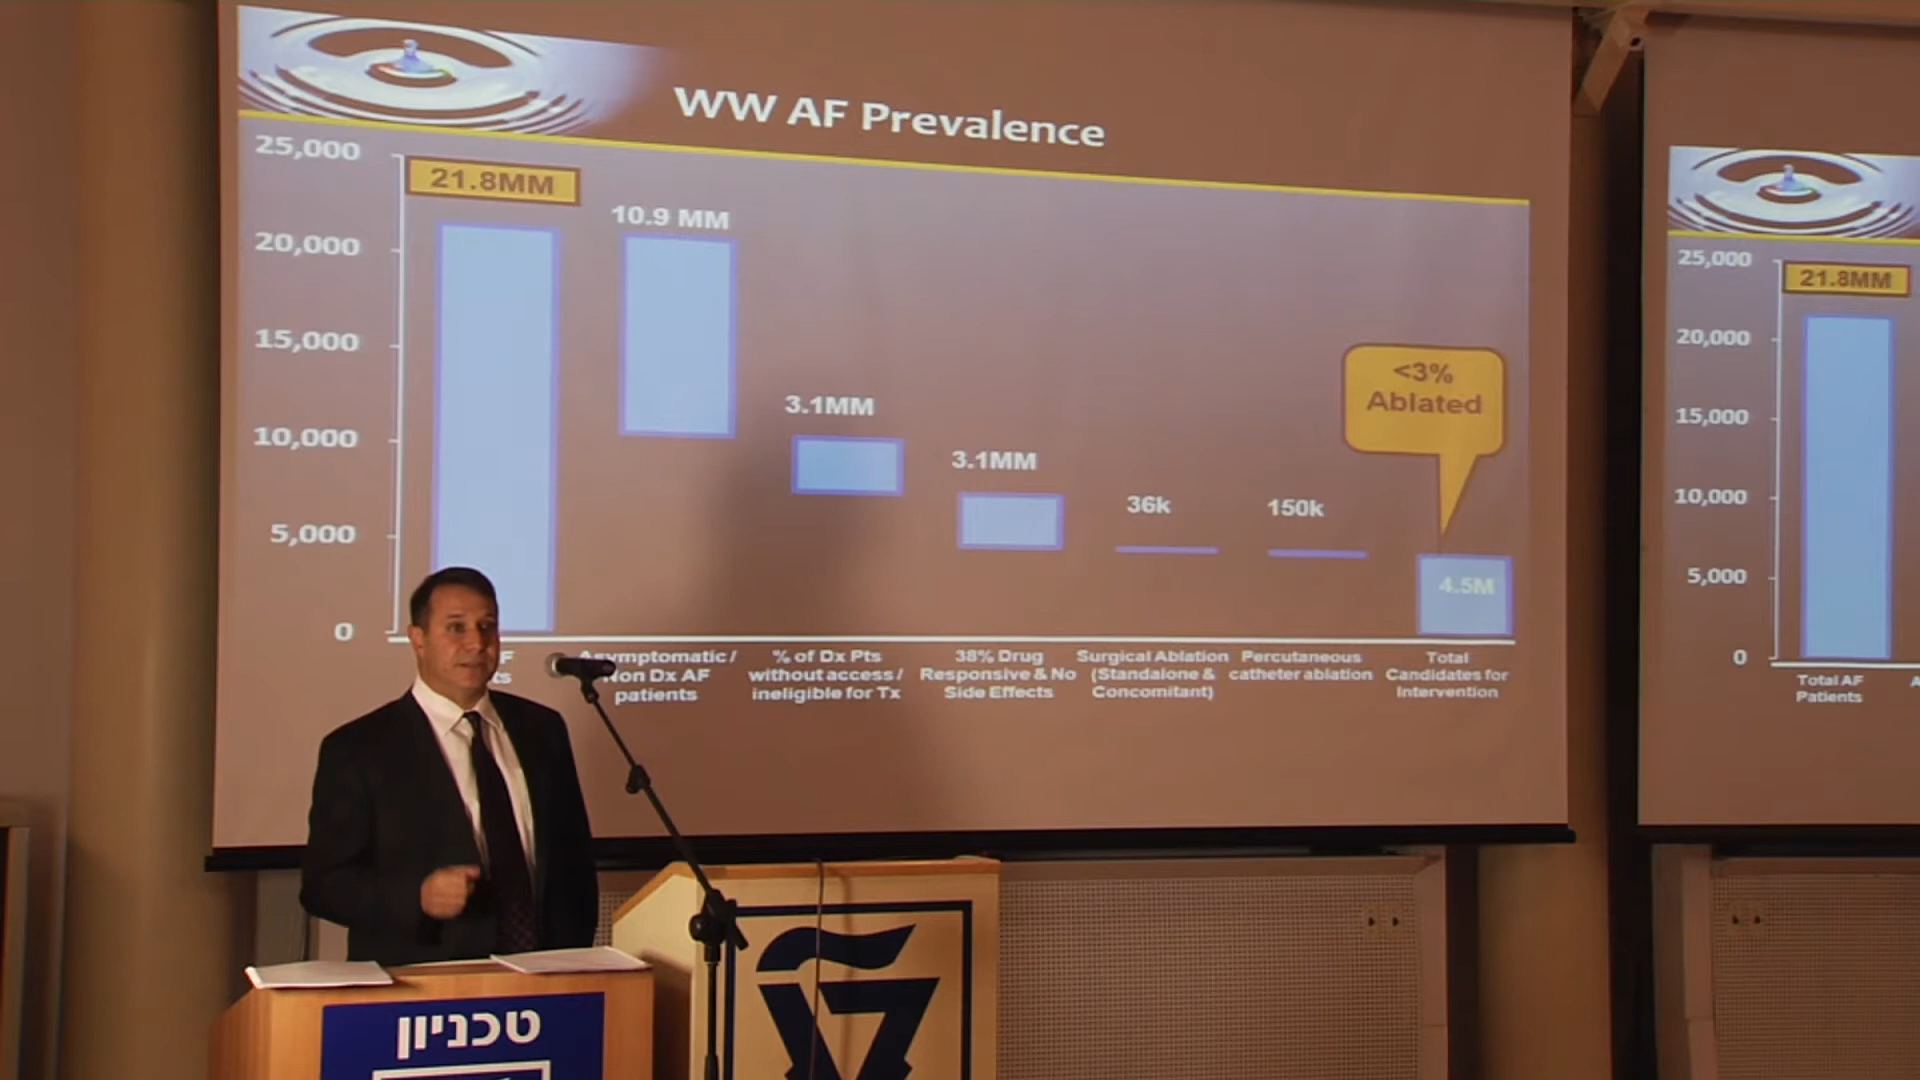 WW AF Prevalence
25,000
20,000
15,000
10,000
5,000
0
21.8MM
10.9 MM
3.1MM
3.1MM
36k
150k
<3%
Ablated
4.5M
Asymptomatic /
Non Dx AF
patients
% of Dx Pts
without access /
ineligible for Tx
38% Drug
Responsive & No
Side Effects
Surgical Ablation
(Standalone &
Concomitant)
Percutaneous
catheter ablation
Total
Candidates for
Intervention
25,000
20,000
15,000
10,000
5,000
0
21.8MM
Total AF
Patients
טכניון